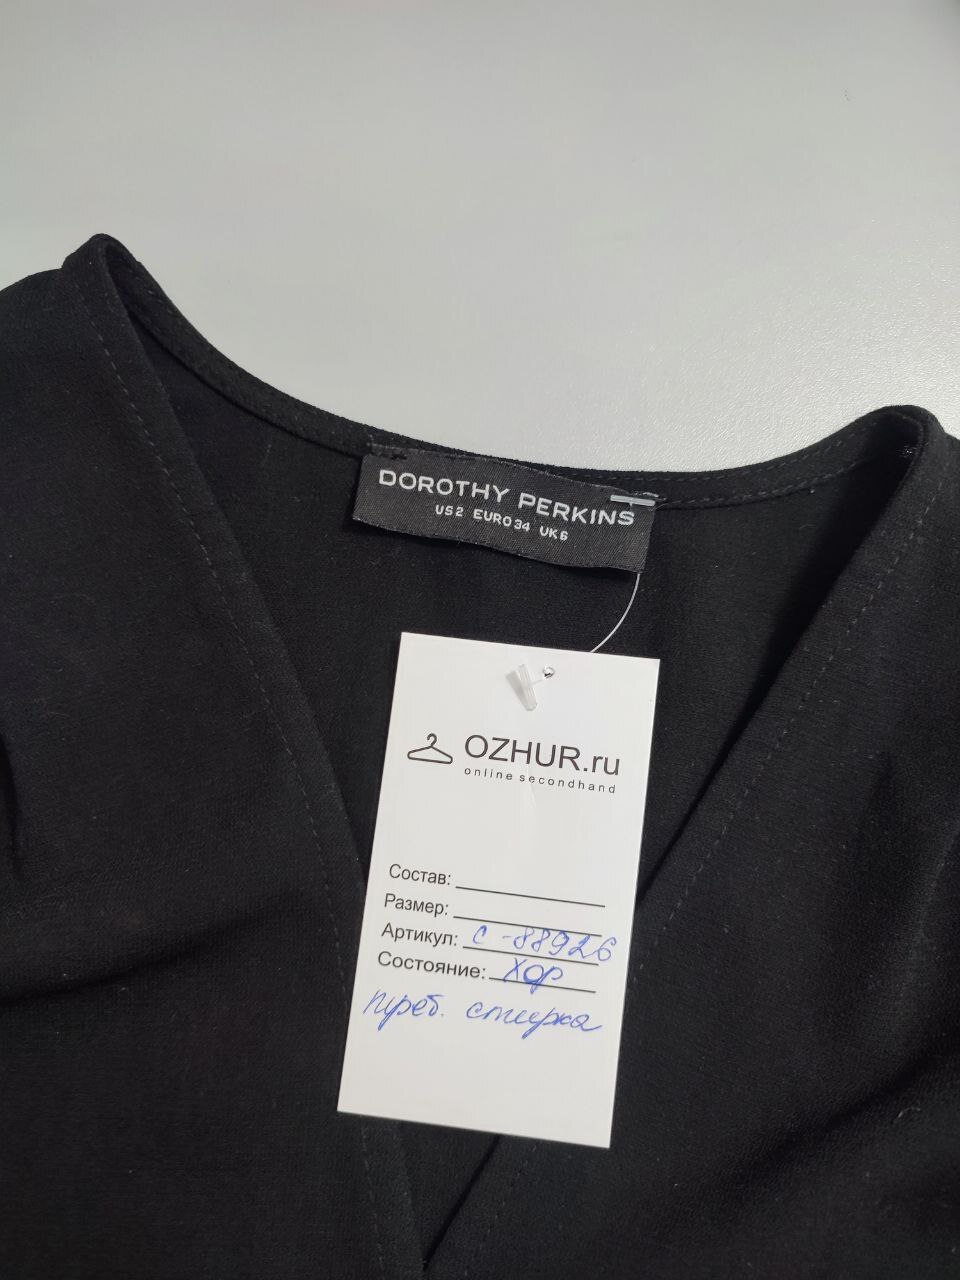 DOROTHY PERKINS
US2 EURO34 UK6
OZHUR.ru
online secondhand
Состав:
Размер:
Артикул: С-88926
Состояние: Хор
треб. стирка